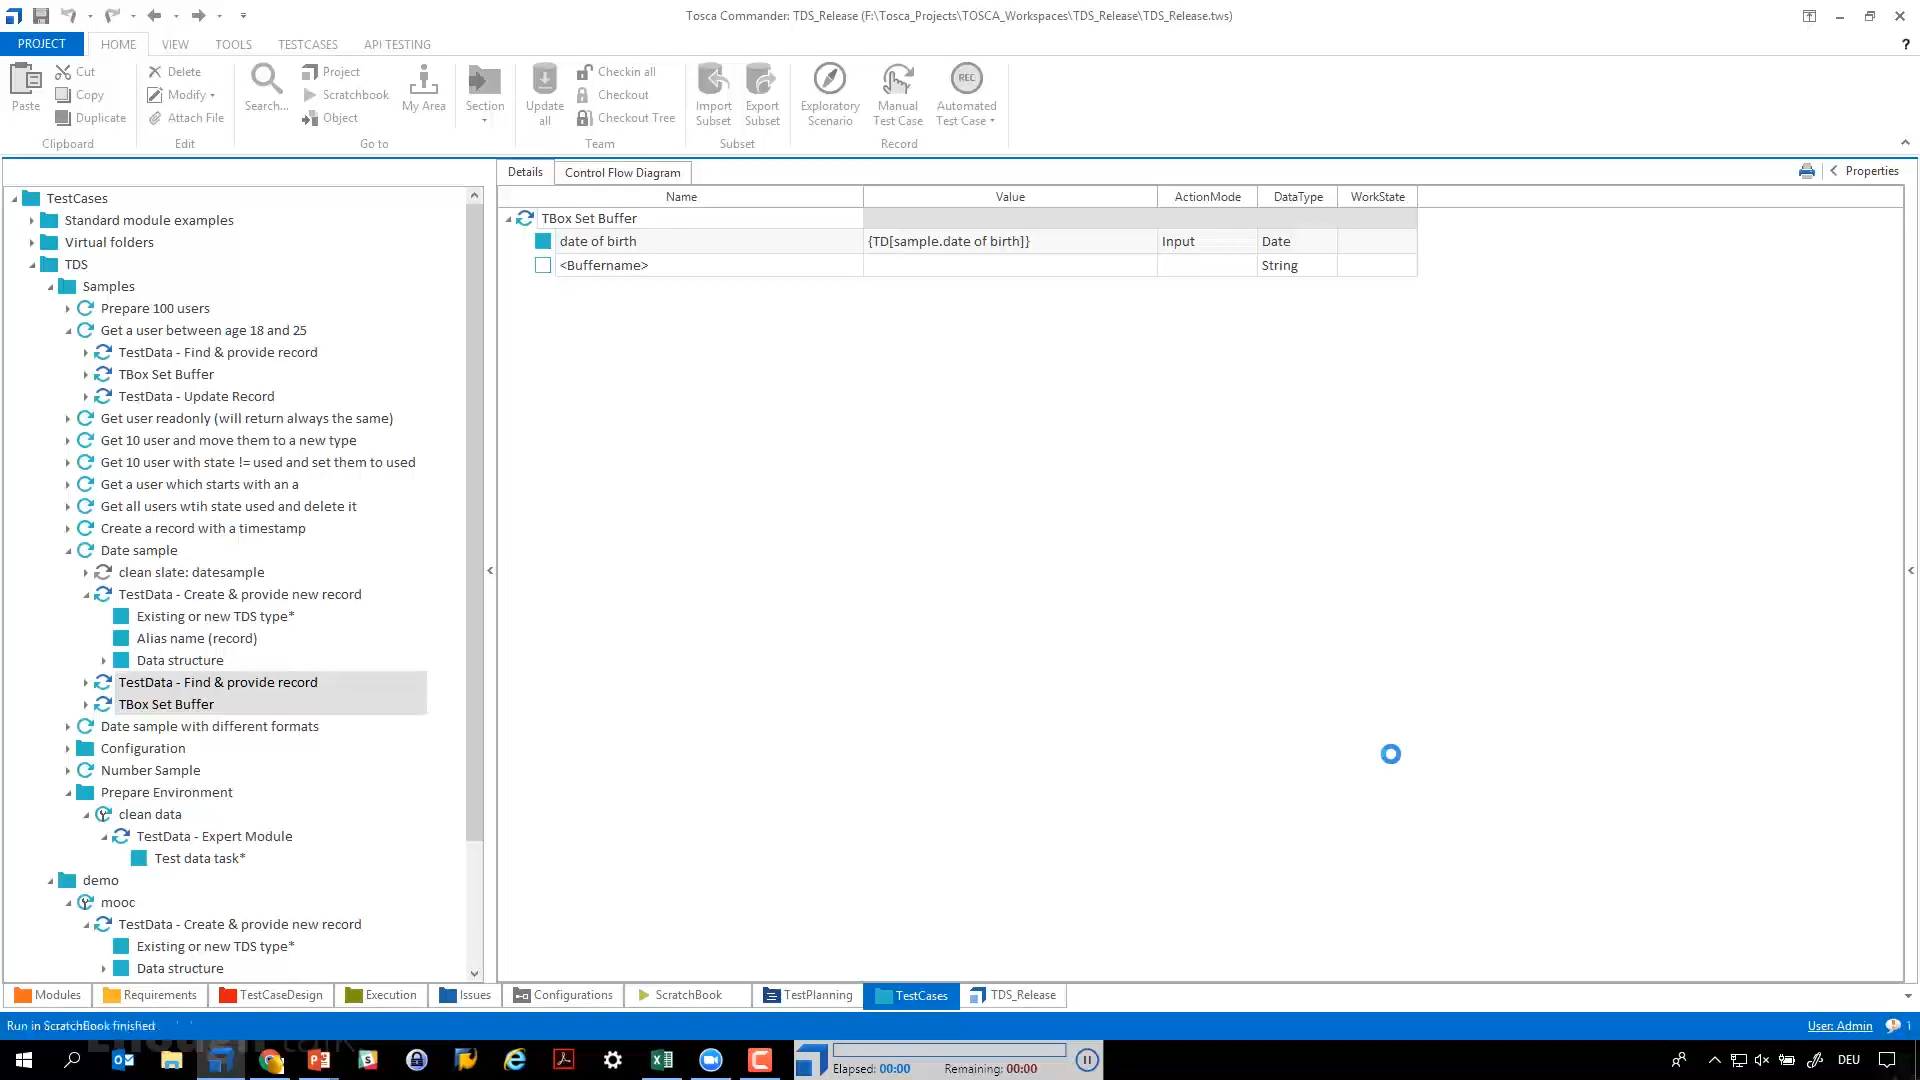 Tosca Commander: TDS_Release (F:\Tosca_Projects\TOSCA_Workspaces\TDS_Release\TDS_Release.tws)
PROJECT HOME VIEW TOOLS TESTCASES API TESTING ?
Paste Cut Copy Duplicate Clipboard
Delete Modify Attach File Edit
Search... Project Scratchbook Object My Area Go to
Section
Update all Checkin all Checkout Checkout Tree Team
Import Subset Export Subset Subset
Exploratory Scenario Manual Test Case REC Automated Test Case Record
Details Control Flow Diagram Properties
Name Value ActionMode DataType WorkState
TBox Set Buffer
date of birth {TD[sample.date of birth]} Input Date
<Buffername> String
TestCases
Standard module examples
Virtual folders
TDS
Samples
Prepare 100 users
Get a user between age 18 and 25
TestData - Find & provide record
TBox Set Buffer
TestData - Update Record
Get user readonly (will return always the same)
Get 10 user and move them to a new type
Get 10 user with state != used and set them to used
Get a user which starts with an a
Get all users wtih state used and delete it
Create a record with a timestamp
Date sample
clean slate: datesample
TestData - Create & provide new record
Existing or new TDS type*
Alias name (record)
Data structure
TestData - Find & provide record
TBox Set Buffer
Date sample with different formats
Configuration
Number Sample
Prepare Environment
clean data
TestData - Expert Module
Test data task*
demo
mooc
TestData - Create & provide new record
Existing or new TDS type*
Data structure
Modules Requirements TestCaseDesign Execution Issues Configurations ScratchBook TestPlanning TestCases TDS_Release
Run in ScratchBook finished User: Admin 1
Elapsed: 00:00 Remaining: 00:00 DEU